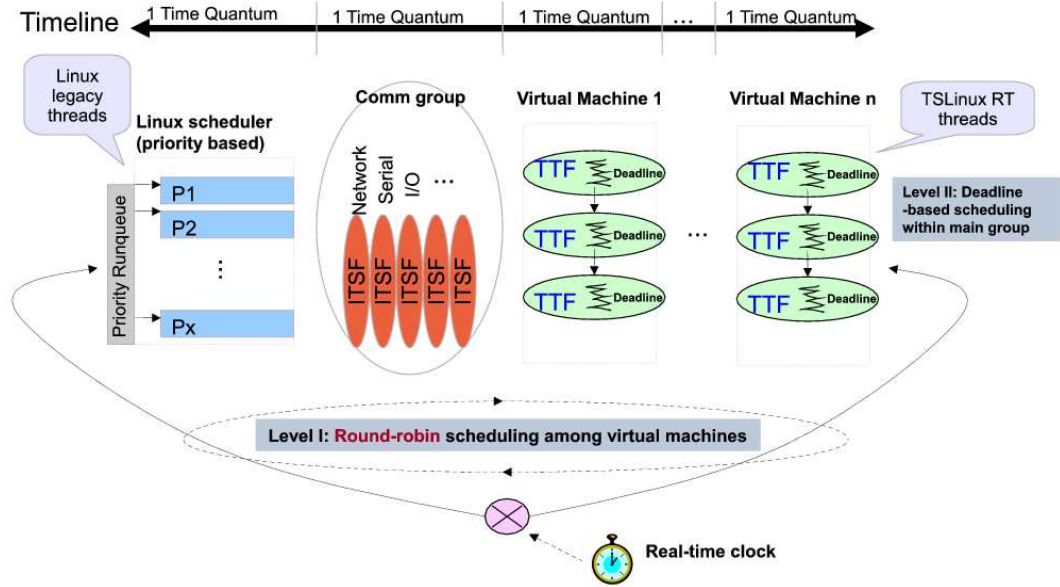 Timeline
1 Time Quantum
1 Time Quantum
1 Time Quantum
...
1 Time Quantum
Linux
legacy
threads
Linux scheduler
(priority based)
Comm group
Virtual Machine 1
Virtual Machine n
TSLinux RT
threads
Priority Runqueue
P1
P2
...
Px
Network
Serial
I/O
...
ITSF
ITSF
ITSF
ITSF
ITSF
TTF
Deadline
TTF
Deadline
TTF
Deadline
...
TTF
Deadline
TTF
Deadline
TTF
Deadline
Level II: Deadline
-based scheduling
within main group
Level I: Round-robin scheduling among virtual machines
Real-time clock